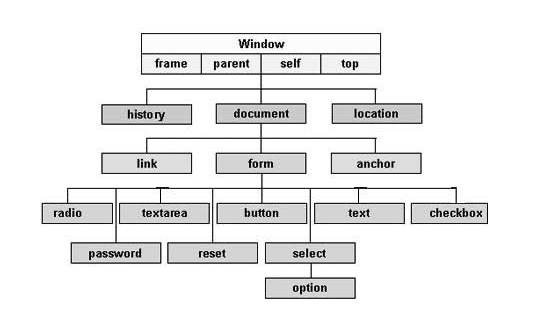 Window
frame parent self top
history document location
link form anchor
radio textarea button text checkbox
password reset select
option